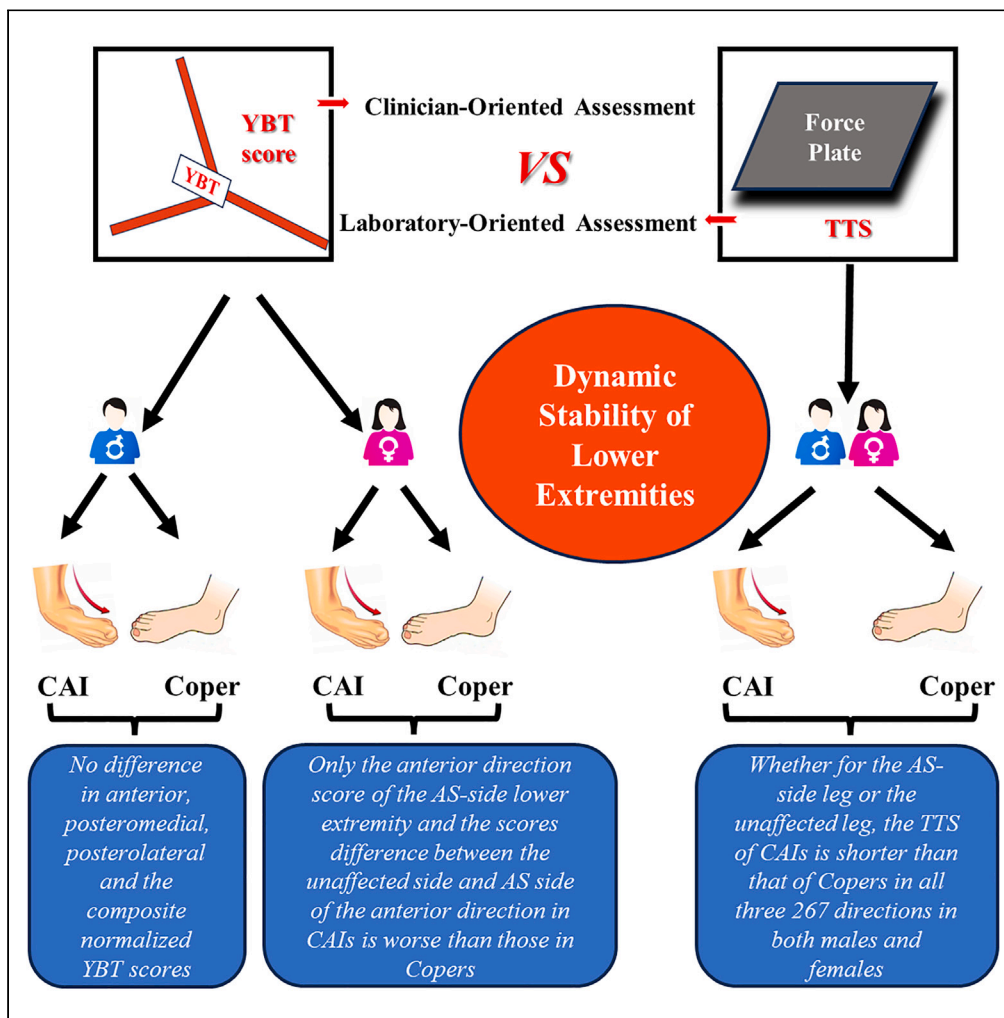 YBT
score
YBT
Clinician-Oriented Assessment
VS
Laboratory-Oriented Assessment
Force
Plate
TTS
Dynamic
Stability of
Lower
Extremities
CAI
Coper
CAI
Coper
CAI
Coper
No difference
in anterior,
posteromedial,
posterolateral
and the
composite
normalized
YBT scores
Only the anterior direction
score of the AS-side lower
extremity and the scores
difference between the
unaffected side and AS side
of the anterior direction in
CAIs is worse than those in
Copers
Whether for the AS-
side leg or the
unaffected leg, the TTS
of CAIs is shorter than
that of Copers in all
three 267 directions in
both males and
females